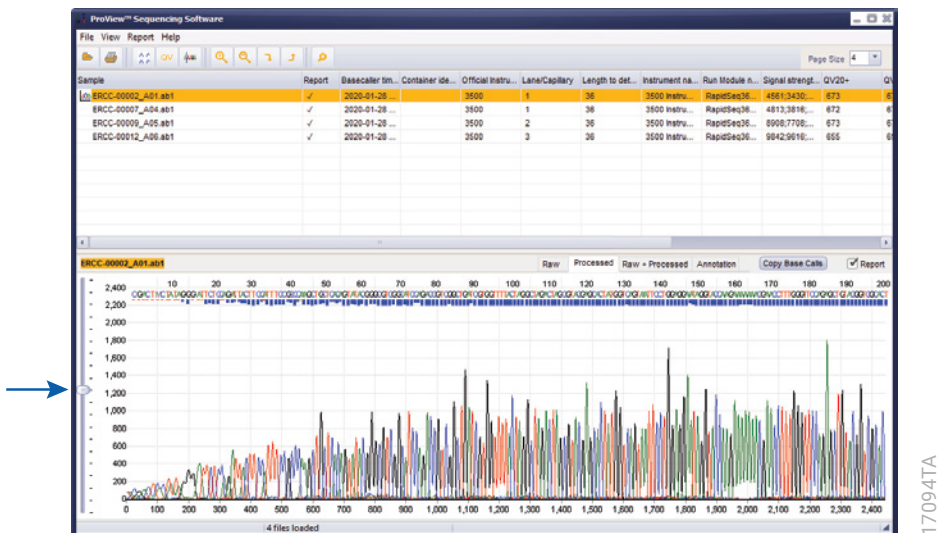 ProView™ Sequencing Software
File View Report Help
QV
Page Size 4
Sample Report Basecaller tim... Container ide... Official Instru... Lane/Capillary Length to det... Instrument na... Run Module n... Signal strengt... QV20+ QV
ERCC-00002_A01.ab1 ✓ 2020-01-28 ... 3500 1 36 3500 Instru... RapidSeq36... 4561;3430;... 673
ERCC-00007_A04.ab1 ✓ 2020-01-28 ... 3500 1 36 3500 Instru... RapidSeq36... 4813;3816;... 672
ERCC-00009_A05.ab1 ✓ 2020-01-28 ... 3500 2 36 3500 Instru... RapidSeq36... 8908;7708;... 673
ERCC-00012_A06.ab1 ✓ 2020-01-28 ... 3500 3 36 3500 Instru... RapidSeq36... 9842;9616;... 655
ERCC-00002_A01.ab1 Raw Processed Raw + Processed Annotation Copy Base Calls Report
10 20 30 40 50 60 70 80 90 100 110 120 130 140 150 160 170 180 190 200
2,400
2,200
2,000
1,800
1,600
1,400
1,200
1,000
800
600
400
200
0
0 100 200 300 400 500 600 700 800 900 1,000 1,100 1,200 1,300 1,400 1,500 1,600 1,700 1,800 1,900 2,000 2,100 2,200 2,300 2,400
4 files loaded
17094TA